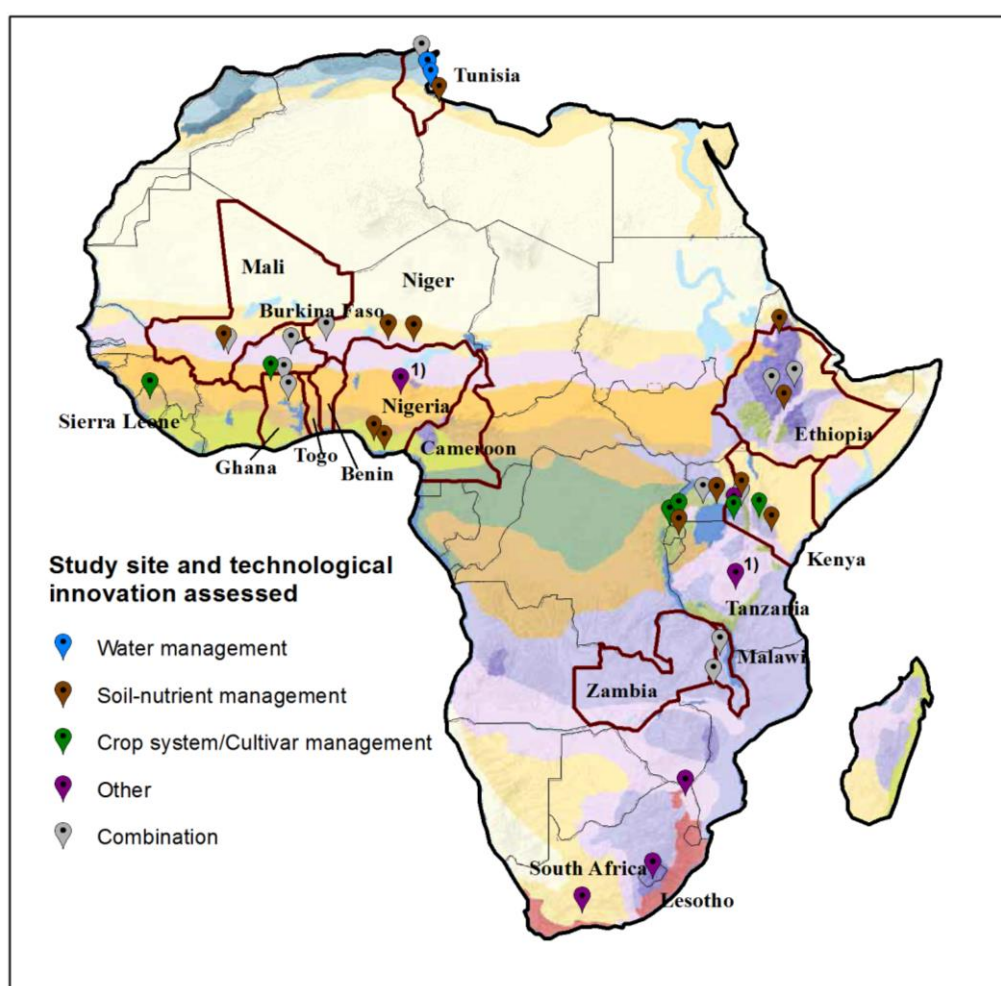 Tunisia
Mali
Niger
Burkina Faso
1)
Nigeria
Sierra Leone
Ghana
Togo
Benin
Cameroon
Ethiopia
Kenya
1)
Tanzania
Malawi
Zambia
South Africa
Lesotho
Study site and technological
innovation assessed
Water management
Soil-nutrient management
Crop system/Cultivar management
Other
Combination